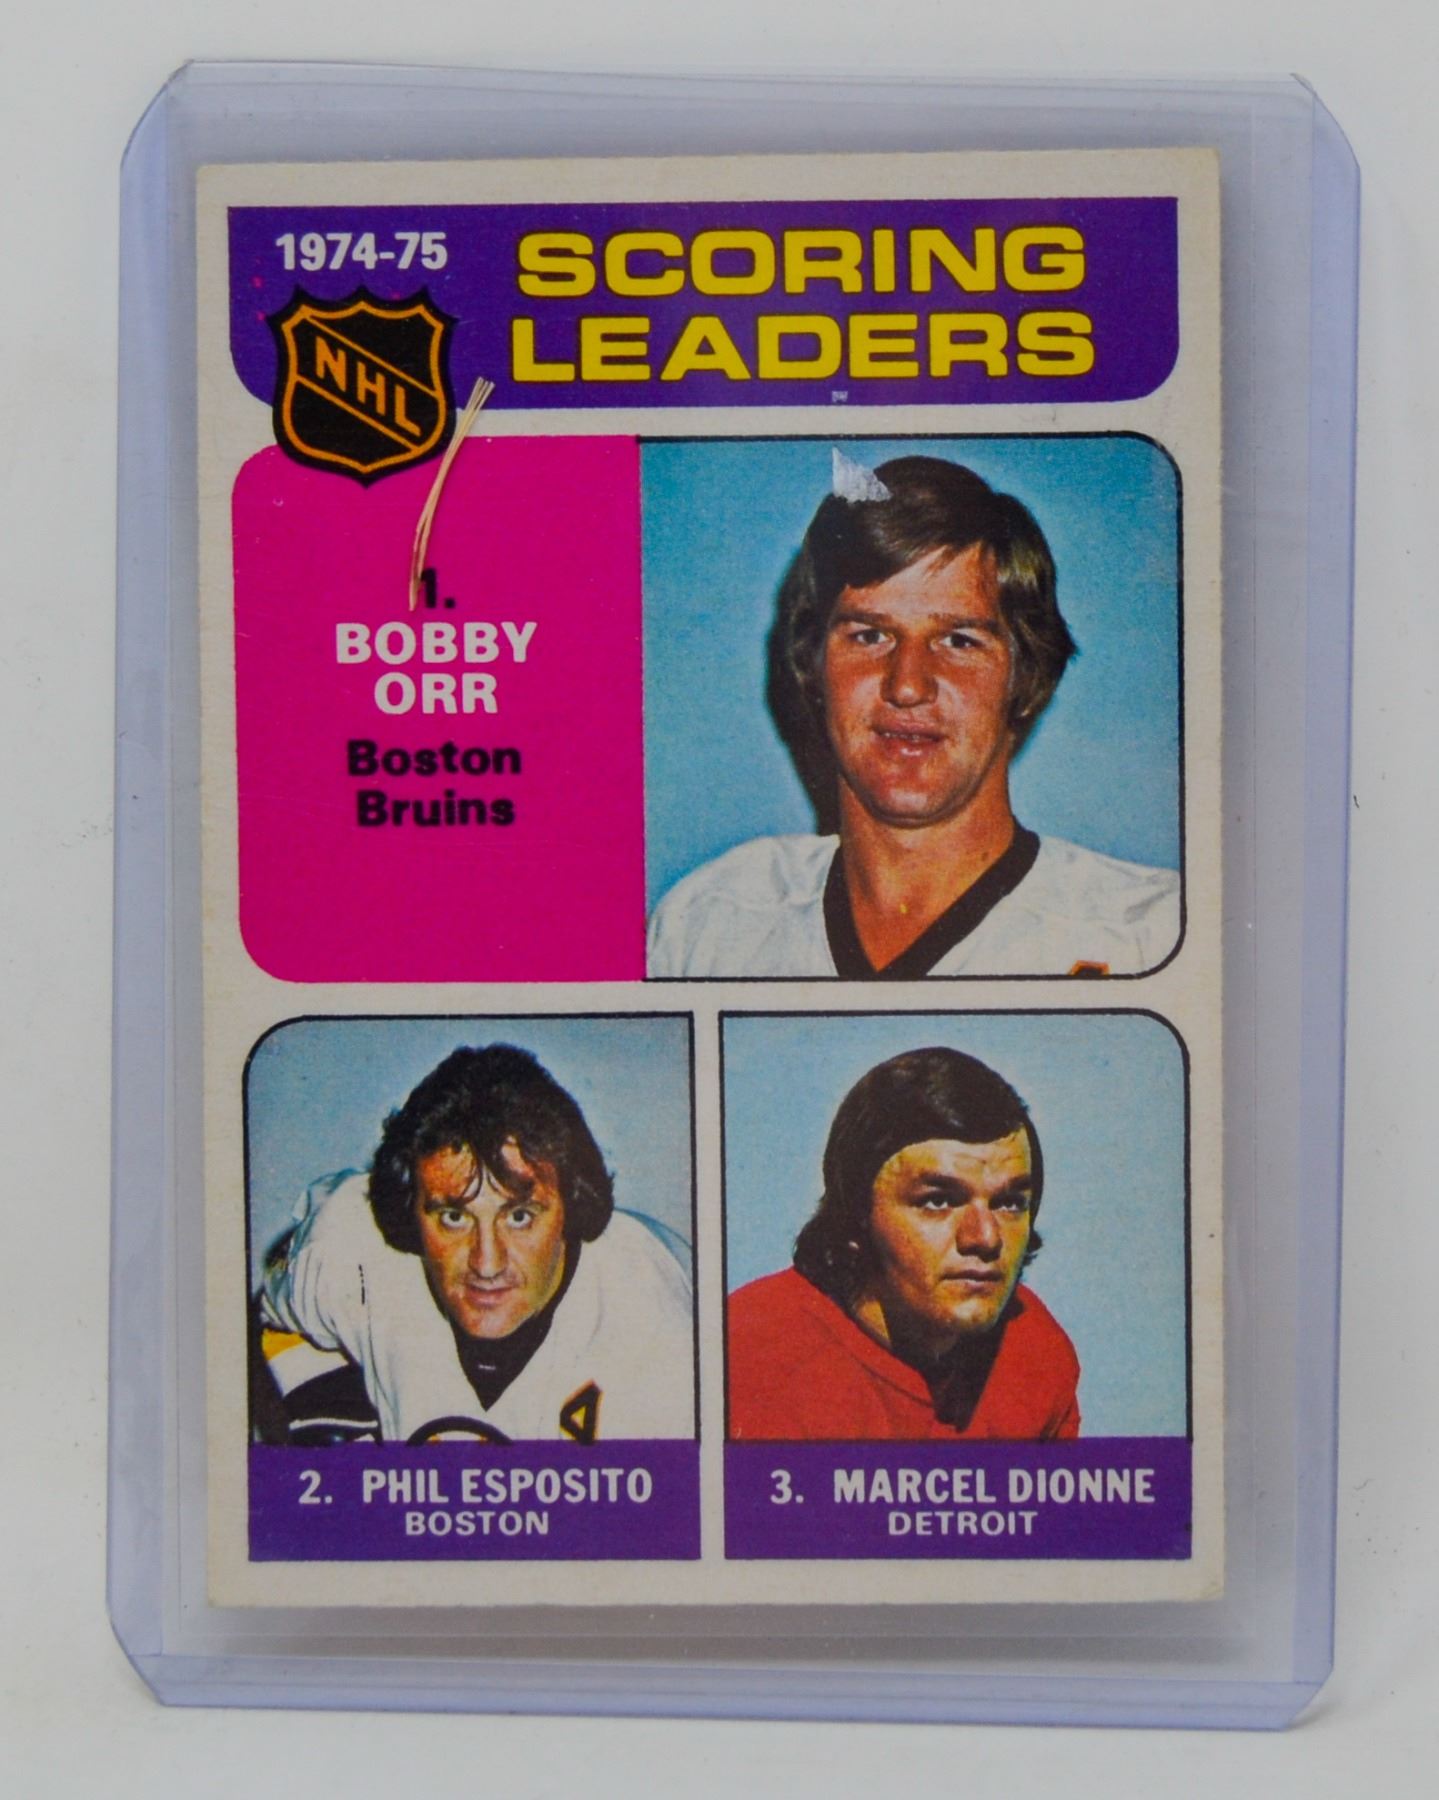 1974-75
SCORING
LEADERS
NHL
1.
BOBBY
ORR
Boston
Bruins
2. PHIL ESPOSITO
BOSTON
3. MARCEL DIONNE
DETROIT